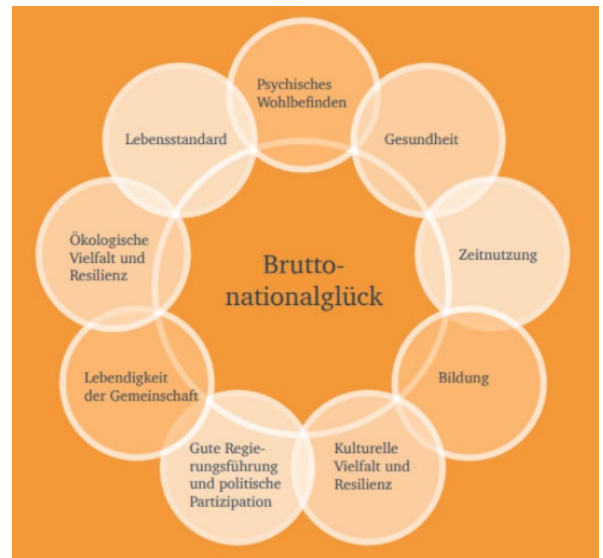 Psychisches
Wohlbefinden
Gesundheit
Zeitnutzung
Bildung
Kulturelle
Vielfalt und
Resilienz
Gute Regie-
rungsführung
und politische
Partizipation
Lebendigkeit
der Gemeinschaft
Ökologische
Vielfalt und
Resilienz
Lebensstandard
Brutto-
nationalglück